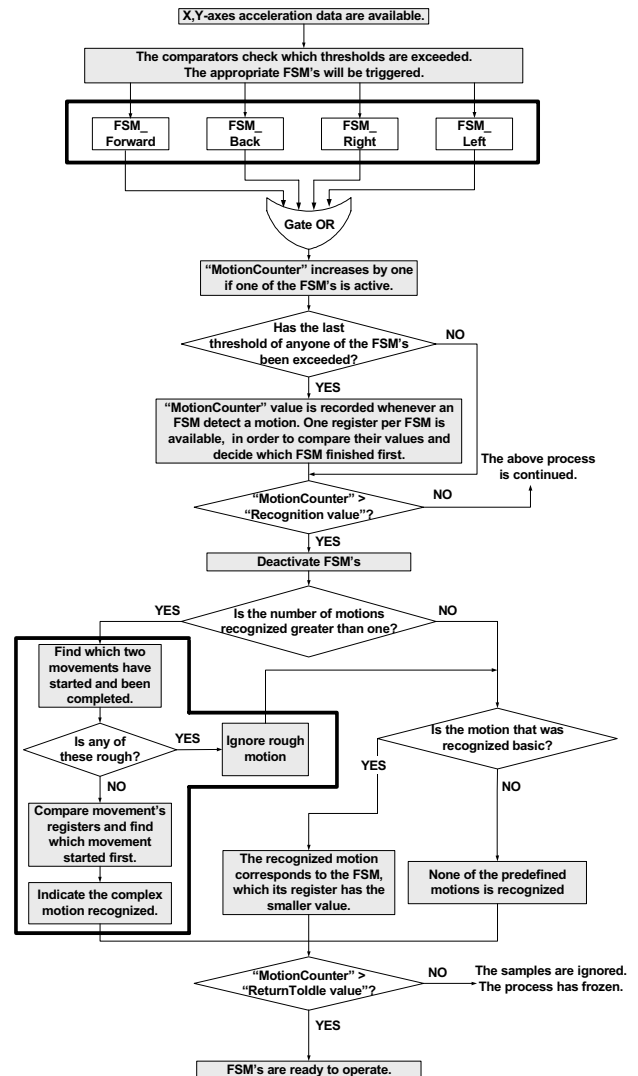 X,Y-axes acceleration data are available.
The comparators check which thresholds are exceeded.
The appropriate FSM's will be triggered.
FSM_
Forward
FSM_
Back
FSM_
Right
FSM_
Left
Gate OR
“MotionCounter” increases by one
if one of the FSM's is active.
Has the last
threshold of anyone of the FSM's
been exceeded?
NO
YES
“MotionCounter” value is recorded whenever an
FSM detect a motion. One register per FSM is
available, in order to compare their values and
decide which FSM finished first.
The above process
is continued.
“MotionCounter” >
“Recognition value”?
NO
YES
Deactivate FSM's
YES
Is the number of motions
recognized greater than one?
NO
Find which two
movements have
started and been
completed.
Is any of
these rough?
YES
Ignore rough
motion
Is the motion that was
recognized basic?
YES
NO
NO
Compare movement's
registers and find
which movement
started first.
Indicate the complex
motion recognized.
The recognized motion
corresponds to the FSM,
which its register has the
smaller value.
None of the predefined
motions is recognized
“MotionCounter” >
“ReturnToIdle value”?
NO
The samples are ignored.
The process has frozen.
YES
FSM's are ready to operate.